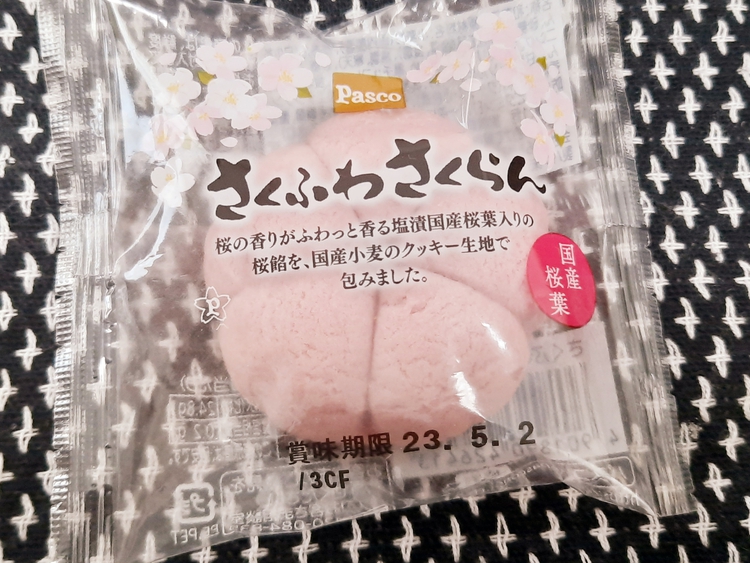 Pasco
さくふわさくらん
桜の香りがふわっと香る塩漬国産桜葉入りの
桜餡を、国産小麦のクッキー生地で
包みました。
国産
桜葉
賞味期限 23. 5. 2
/3CF